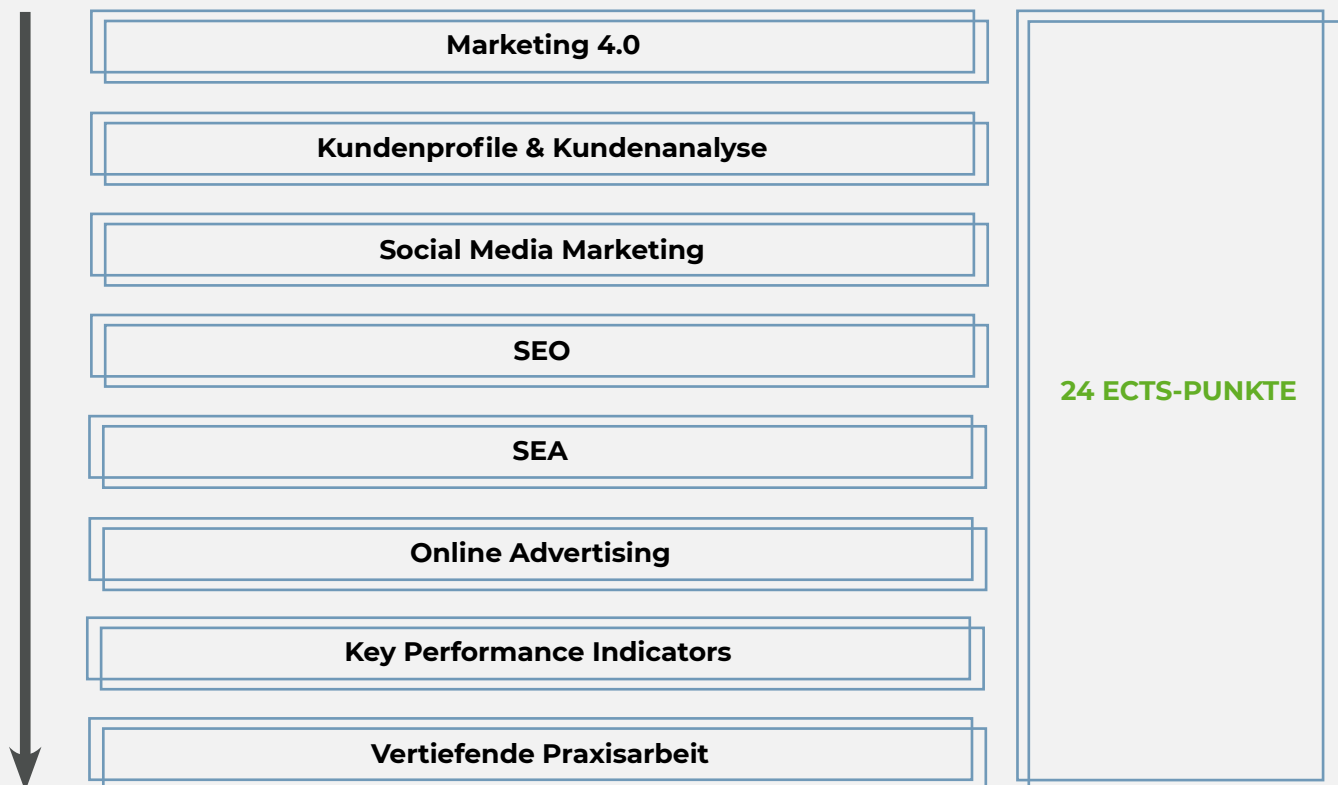 Marketing 4.0
Kundenprofile & Kundenanalyse
Social Media Marketing
SEO
SEA
Online Advertising
Key Performance Indicators
Vertiefende Praxisarbeit
24 ECTS-PUNKTE